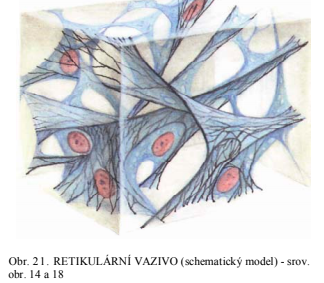 Obr. 21. RETIKULÁRNÍ VAZIVO (schematický model) - srov.
obr. 14 a 18